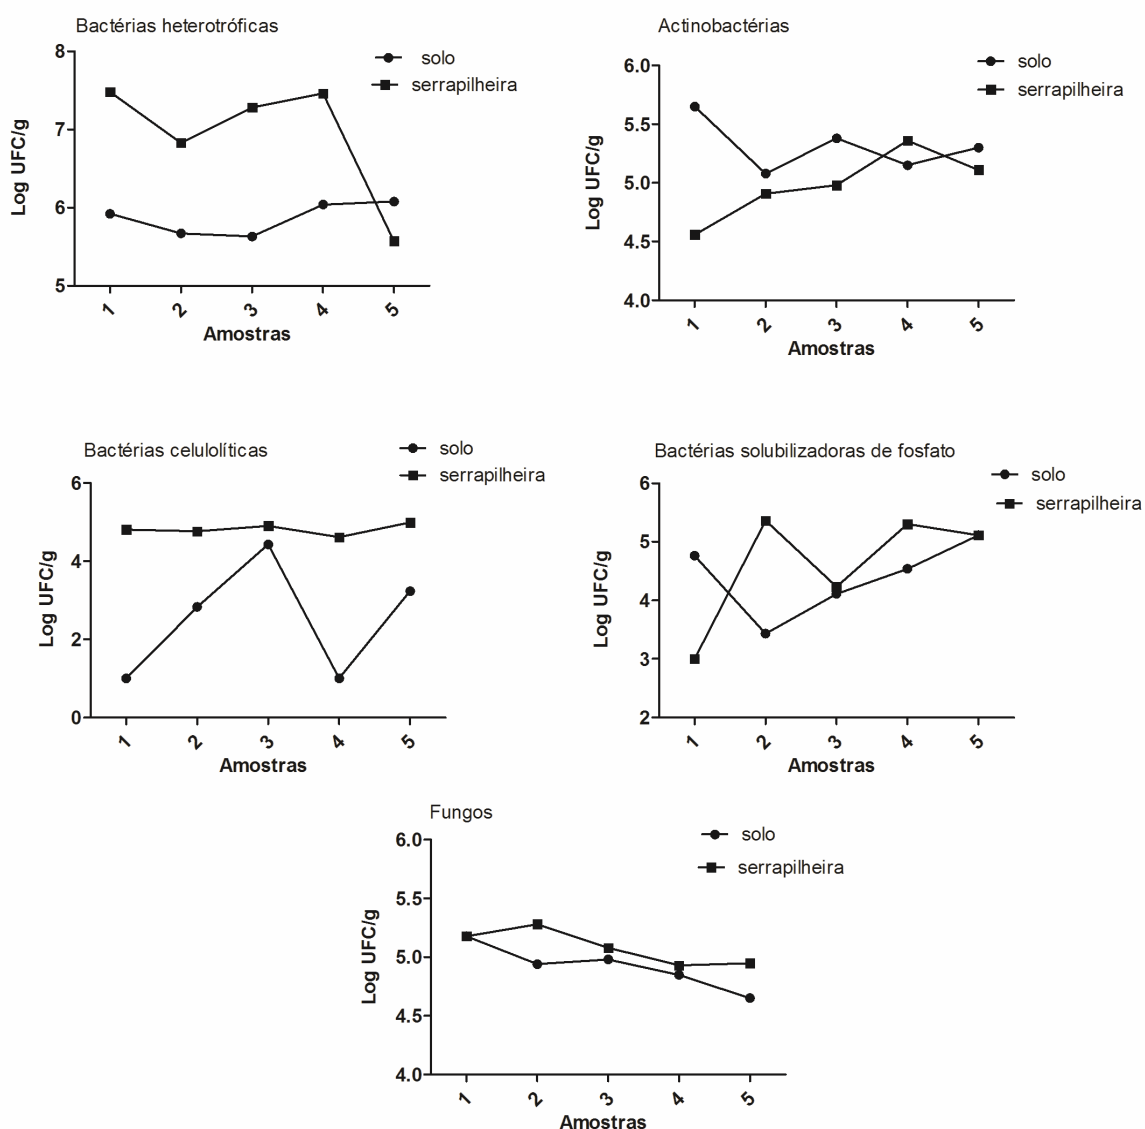 Bactérias heterotróficas
solo
serrapilheira
8
7
6
5
Log UFC/g
1 2 3 4 5
Amostras
Actinobactérias
solo
serrapilheira
6.0
5.5
5.0
4.5
4.0
Log UFC/g
1 2 3 4 5
Amostras
Bactérias celulolíticas
solo
serrapilheira
6
4
2
0
Log UFC/g
1 2 3 4 5
Amostras
Bactérias solubilizadoras de fosfato
solo
serrapilheira
6
5
4
3
2
Log UFC/g
1 2 3 4 5
Amostras
Fungos
solo
serrapilheira
6.0
5.5
5.0
4.5
4.0
Log UFC/g
1 2 3 4 5
Amostras